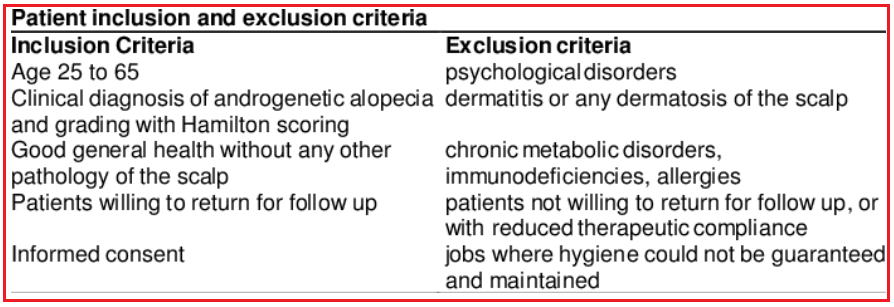 Patient inclusion and exclusion criteria
Inclusion Criteria Exclusion criteria
Age 25 to 65 psychological disorders
Clinical diagnosis of androgenetic alopecia dermatitis or any dermatosis of the scalp
and grading with Hamilton scoring
Good general health without any other chronic metabolic disorders,
pathology of the scalp immunodeficiencies, allergies
Patients willing to return for follow up patients not willing to return for follow up, or
with reduced therapeutic compliance
Informed consent jobs where hygiene could not be guaranteed
and maintained